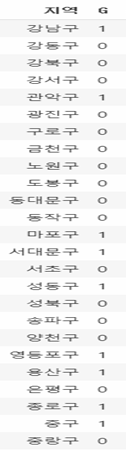 지역 G
강남구 1
강동구 0
강북구 0
강서구 0
관악구 1
광진구 0
구로구 0
금천구 0
노원구 0
도봉구 0
동대문구 0
동작구 0
마포구 1
서대문구 1
서초구 0
성동구 1
성북구 0
송파구 0
양천구 0
영등포구 1
용산구 1
은평구 0
종로구 1
중구 1
중랑구 0